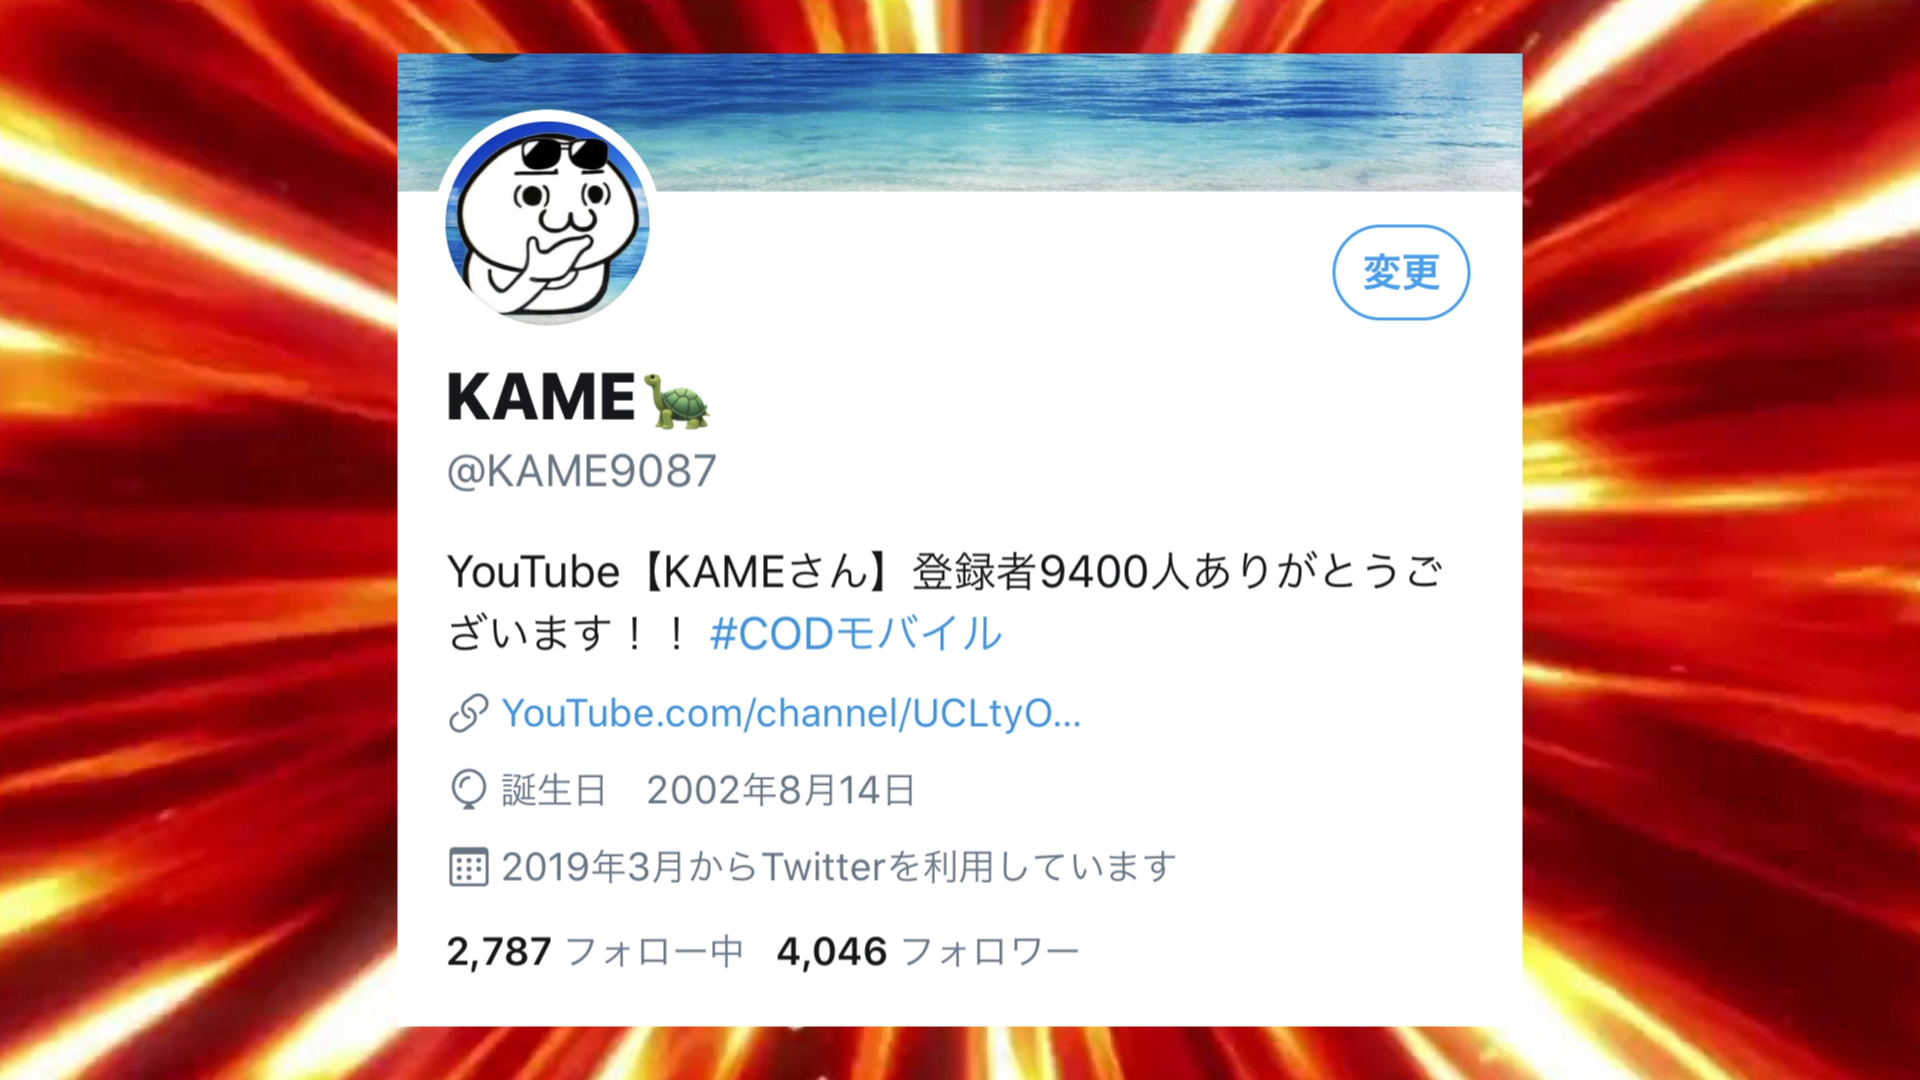 変更
KAME🐢
@KAME9087
YouTube【KAMEさん】登録者9400人ありがとうご
ざいます！！ #CODモバイル
YouTube.com/channel/UCLtyO...
誕生日　2002年8月14日
2019年3月からTwitterを利用しています
2,787 フォロー中 4,046 フォロワー